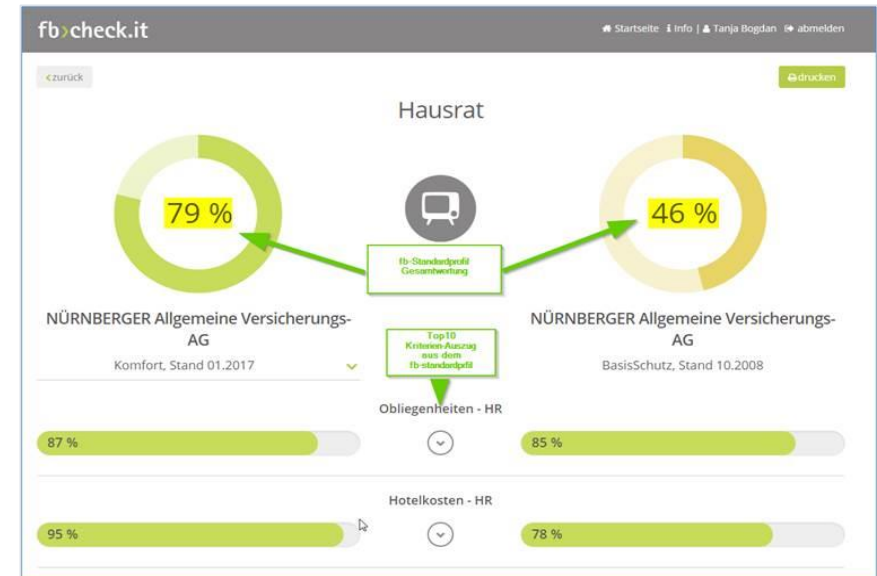 fb>check.it
Startseite i Info | Tanja Bogdan abmelden
<zurück
drucken
Hausrat
79 %
46 %
fb-Standardprofil
Gesamtwertung
NÜRNBERGER Allgemeine Versicherungs-
AG
Komfort, Stand 01.2017
NÜRNBERGER Allgemeine Versicherungs-
AG
BasisSchutz, Stand 10.2008
Top10
Kriterien-Auszug
aus dem
fb-standardprfil
Obliegenheiten - HR
87 %
85 %
Hotelkosten - HR
95 %
78 %